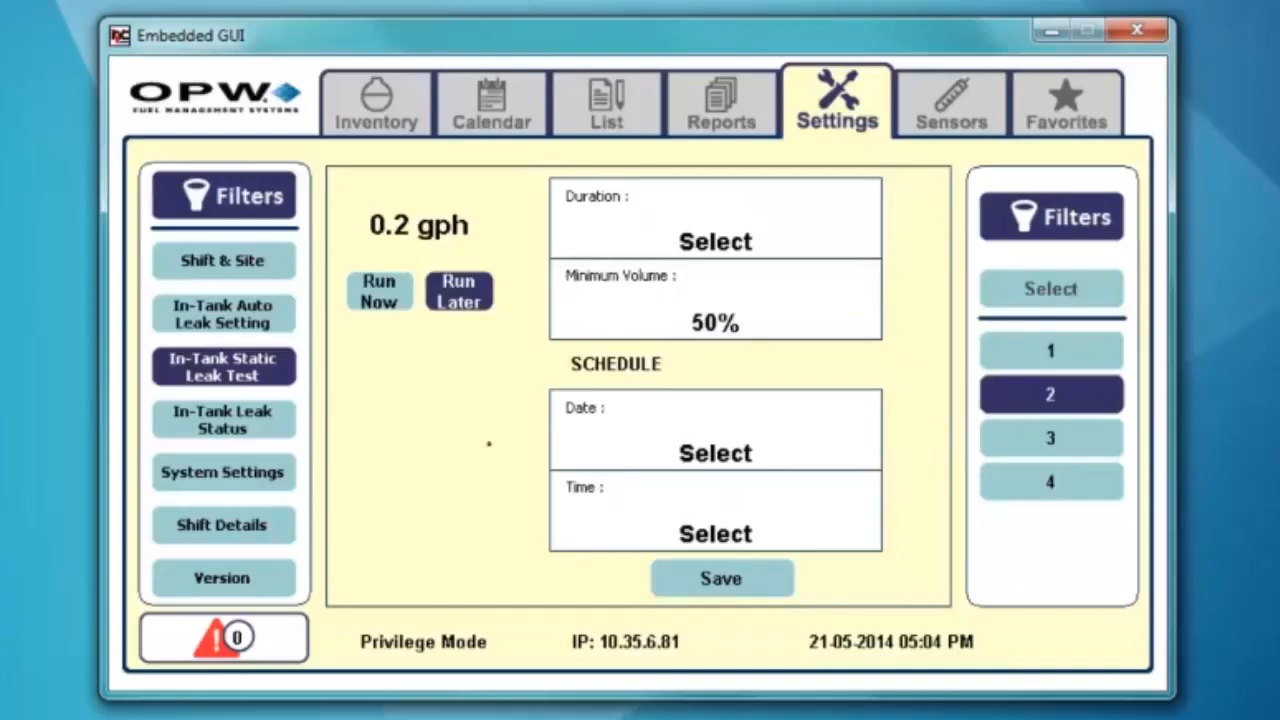 Embedded GUI
OPW
FUEL MANAGEMENT SYSTEMS
Inventory
Calendar
List
Reports
Settings
Sensors
Favorites
Filters
Shift & Site
In-Tank Auto
Leak Setting
In-Tank Static
Leak Test
In-Tank Leak
Status
System Settings
Shift Details
Version
0
0.2 gph
Run
Now
Run
Later
Duration :
Select
Minimum Volume :
50%
SCHEDULE
Date :
Select
Time :
Select
Save
Filters
Select
1
2
3
4
Privilege Mode
IP: 10.35.6.81
21-05-2014 05:04 PM